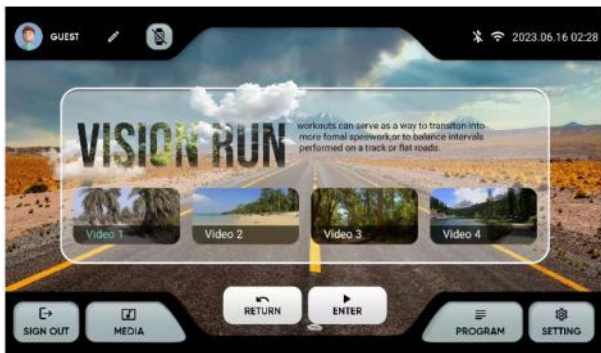 GUEST
2023.06.16 02:28
VISION RUN
workouts can serve as a way to transiton into
more fomal speework,or to balance intervals
performed on a track or flat roads.
Video 1
Video 2
Video 3
Video 4
RETURN
ENTER
SIGN OUT
MEDIA
PROGRAM
SETTING